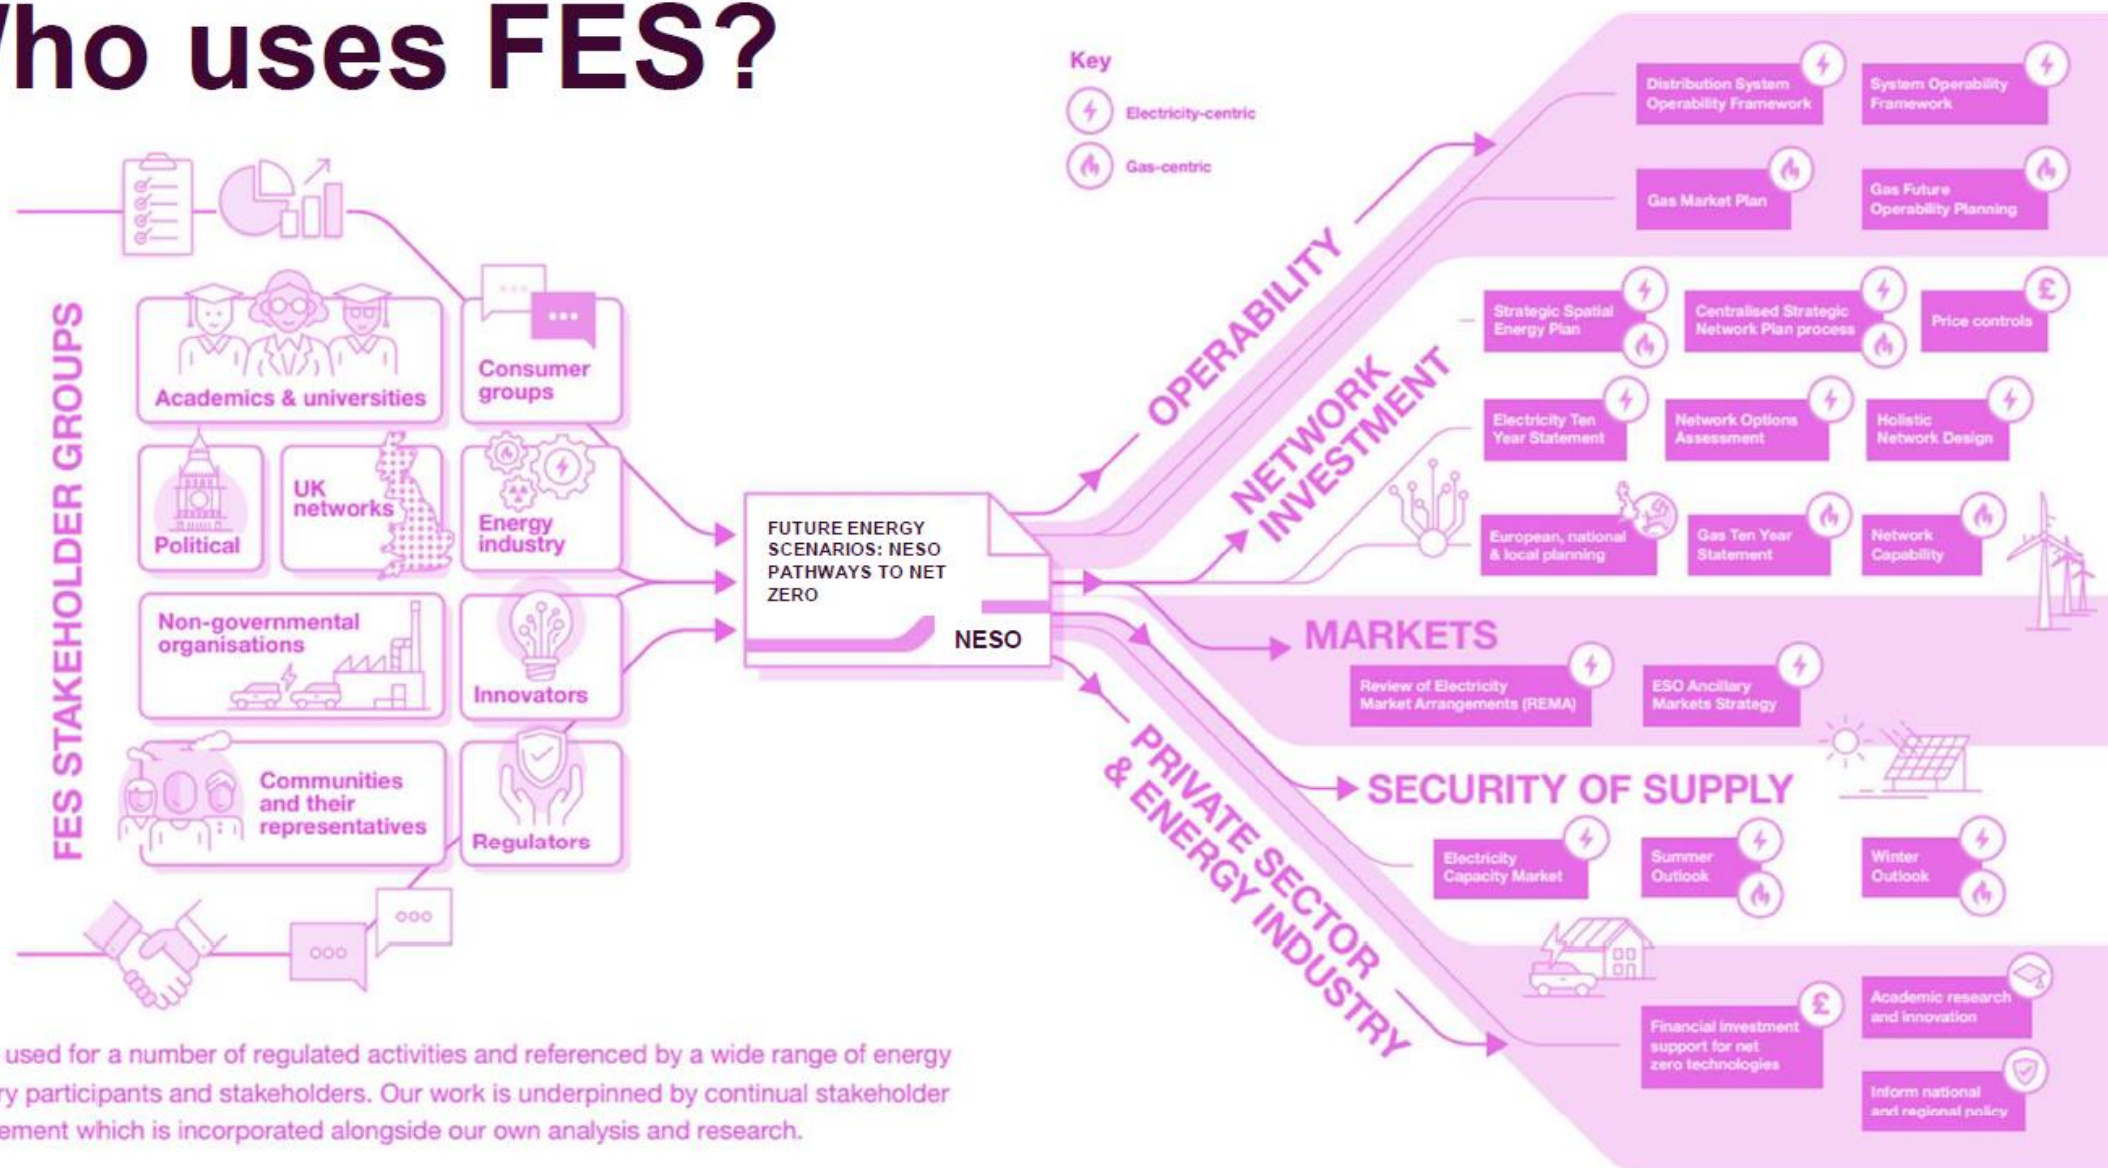 Who uses FES?
Key
Electricity-centric
Gas-centric
FES STAKEHOLDER GROUPS
Academics & universities
Consumer
groups
Political
UK
networks
Energy
industry
Non-governmental
organisations
Innovators
Communities
and their
representatives
Regulators
FUTURE ENERGY
SCENARIOS: NESO
PATHWAYS TO NET
ZERO
NESO
OPERABILITY
Distribution System
Operability Framework
System Operability
Framework
Gas Market Plan
Gas Future
Operability Planning
NETWORK
INVESTMENT
Strategic Spatial
Energy Plan
Centralised Strategic
Network Plan process
£
Price controls
Electricity Ten
Year Statement
Network Options
Assessment
Holistic
Network Design
European, national
& local planning
Gas Ten Year
Statement
Network
Capability
MARKETS
Review of Electricity
Market Arrangements (REMA)
ESO Ancillary
Markets Strategy
SECURITY OF SUPPLY
Electricity
Capacity Market
Summer
Outlook
Winter
Outlook
PRIVATE SECTOR
& ENERGY INDUSTRY
£
Financial investment
support for net
zero technologies
Academic research
and innovation
Inform national
and regional policy
used for a number of regulated activities and referenced by a wide range of energy
ry participants and stakeholders. Our work is underpinned by continual stakeholder
ement which is incorporated alongside our own analysis and research.